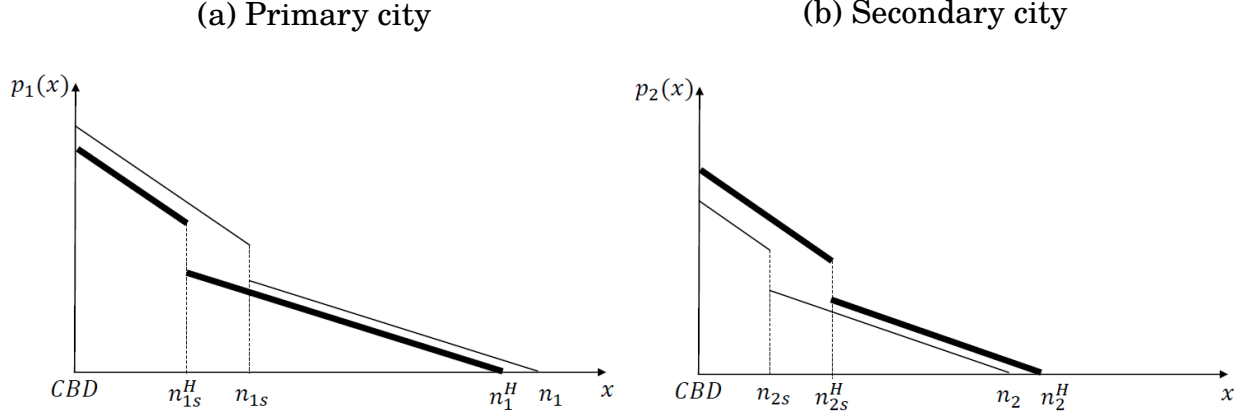 (a) Primary city
(b) Secondary city
p₁(x)
CBD
n₁ₛᴴ
n₁ₛ
n₁ᴴ
n₁
x
p₂(x)
CBD
n₂ₛ
n₂ₛᴴ
n₂
n₂ᴴ
x